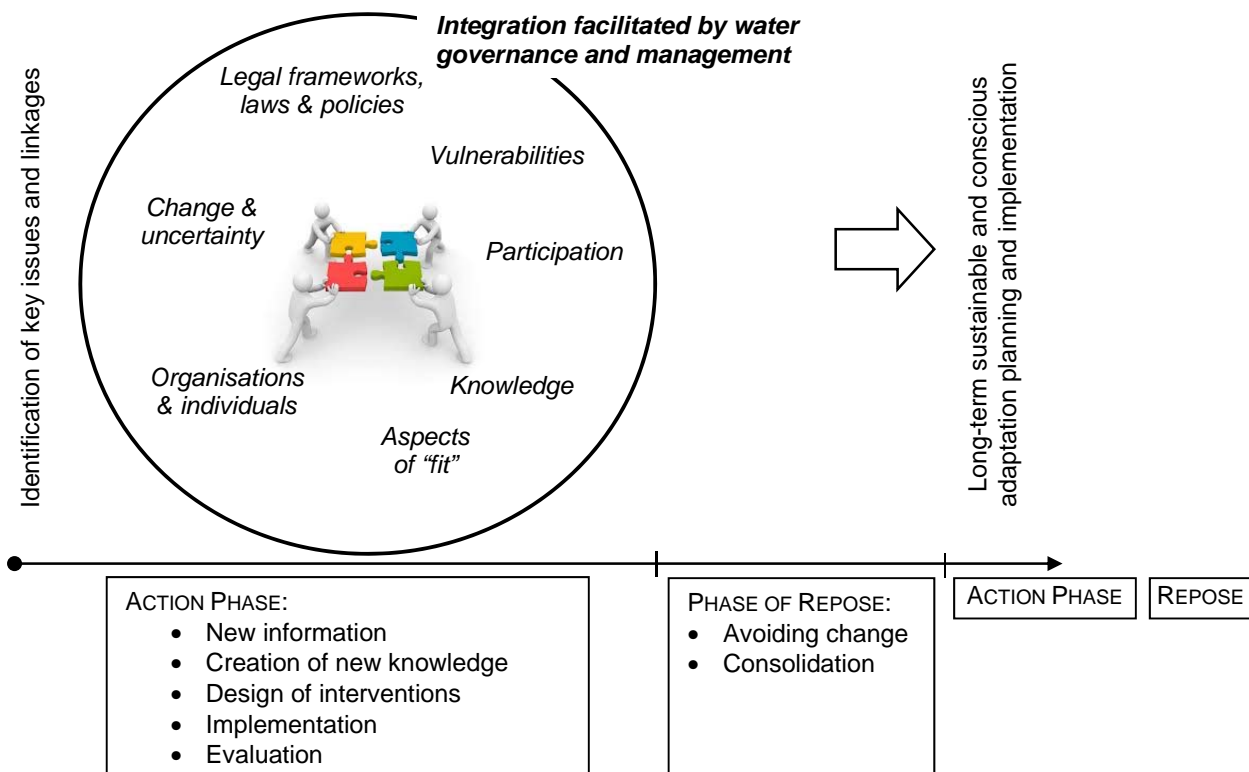 Integration facilitated by water
governance and management
Identification of key issues and linkages
Legal frameworks,
laws & policies
Vulnerabilities
Change &
uncertainty
Participation
Organisations
& individuals
Knowledge
Aspects
of “fit”
Long-term sustainable and conscious
adaptation planning and implementation
ACTION PHASE:
• New information
• Creation of new knowledge
• Design of interventions
• Implementation
• Evaluation
PHASE OF REPOSE:
• Avoiding change
• Consolidation
ACTION PHASE
REPOSE